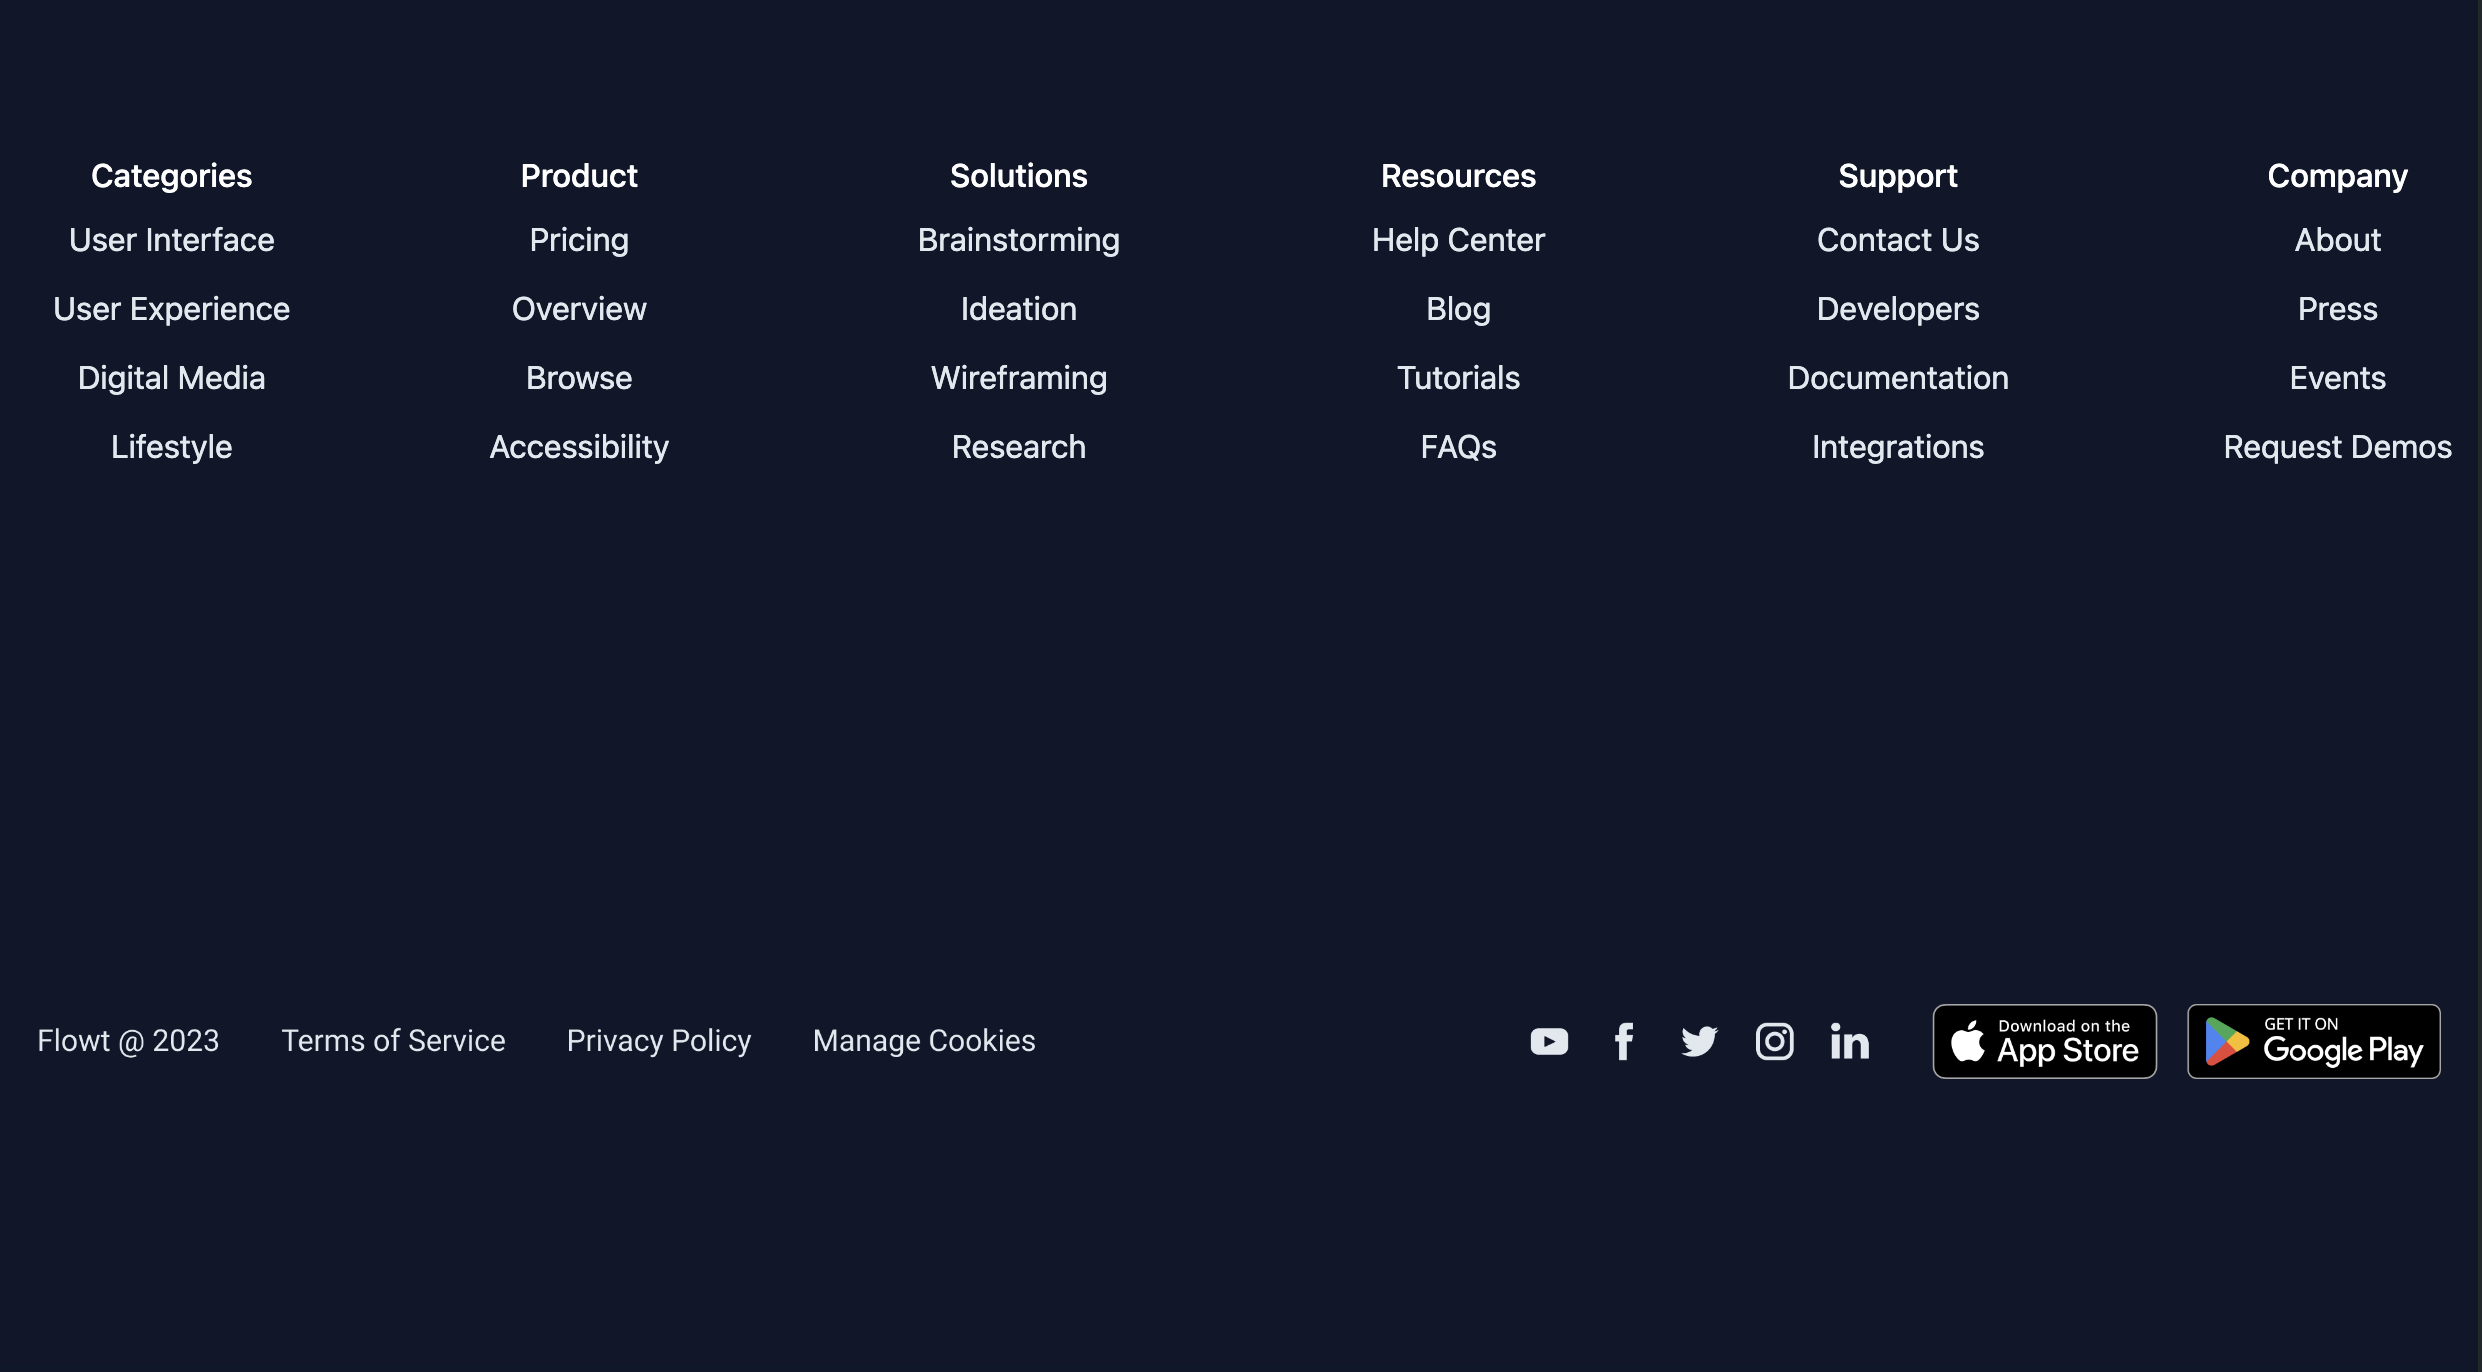 Categories
User Interface
User Experience
Digital Media
Lifestyle
Product
Pricing
Overview
Browse
Accessibility
Solutions
Brainstorming
Ideation
Wireframing
Research
Resources
Help Center
Blog
Tutorials
FAQs
Support
Contact Us
Developers
Documentation
Integrations
Company
About
Press
Events
Request Demos
Flowt @ 2023
Terms of Service
Privacy Policy
Manage Cookies
Download on the
App Store
GET IT ON
Google Play